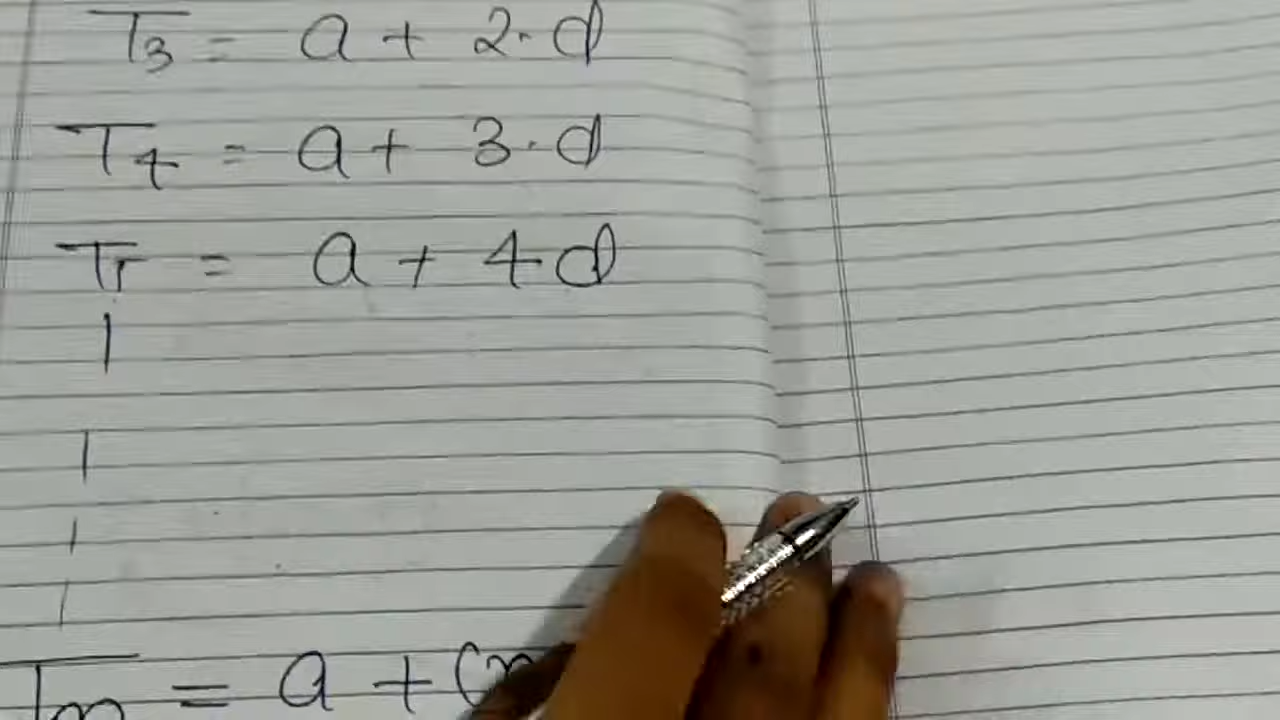 T3 = a + 2·d
T4 = a + 3·d
T5 = a + 4d
|
|
|
|
Tn = a + (n